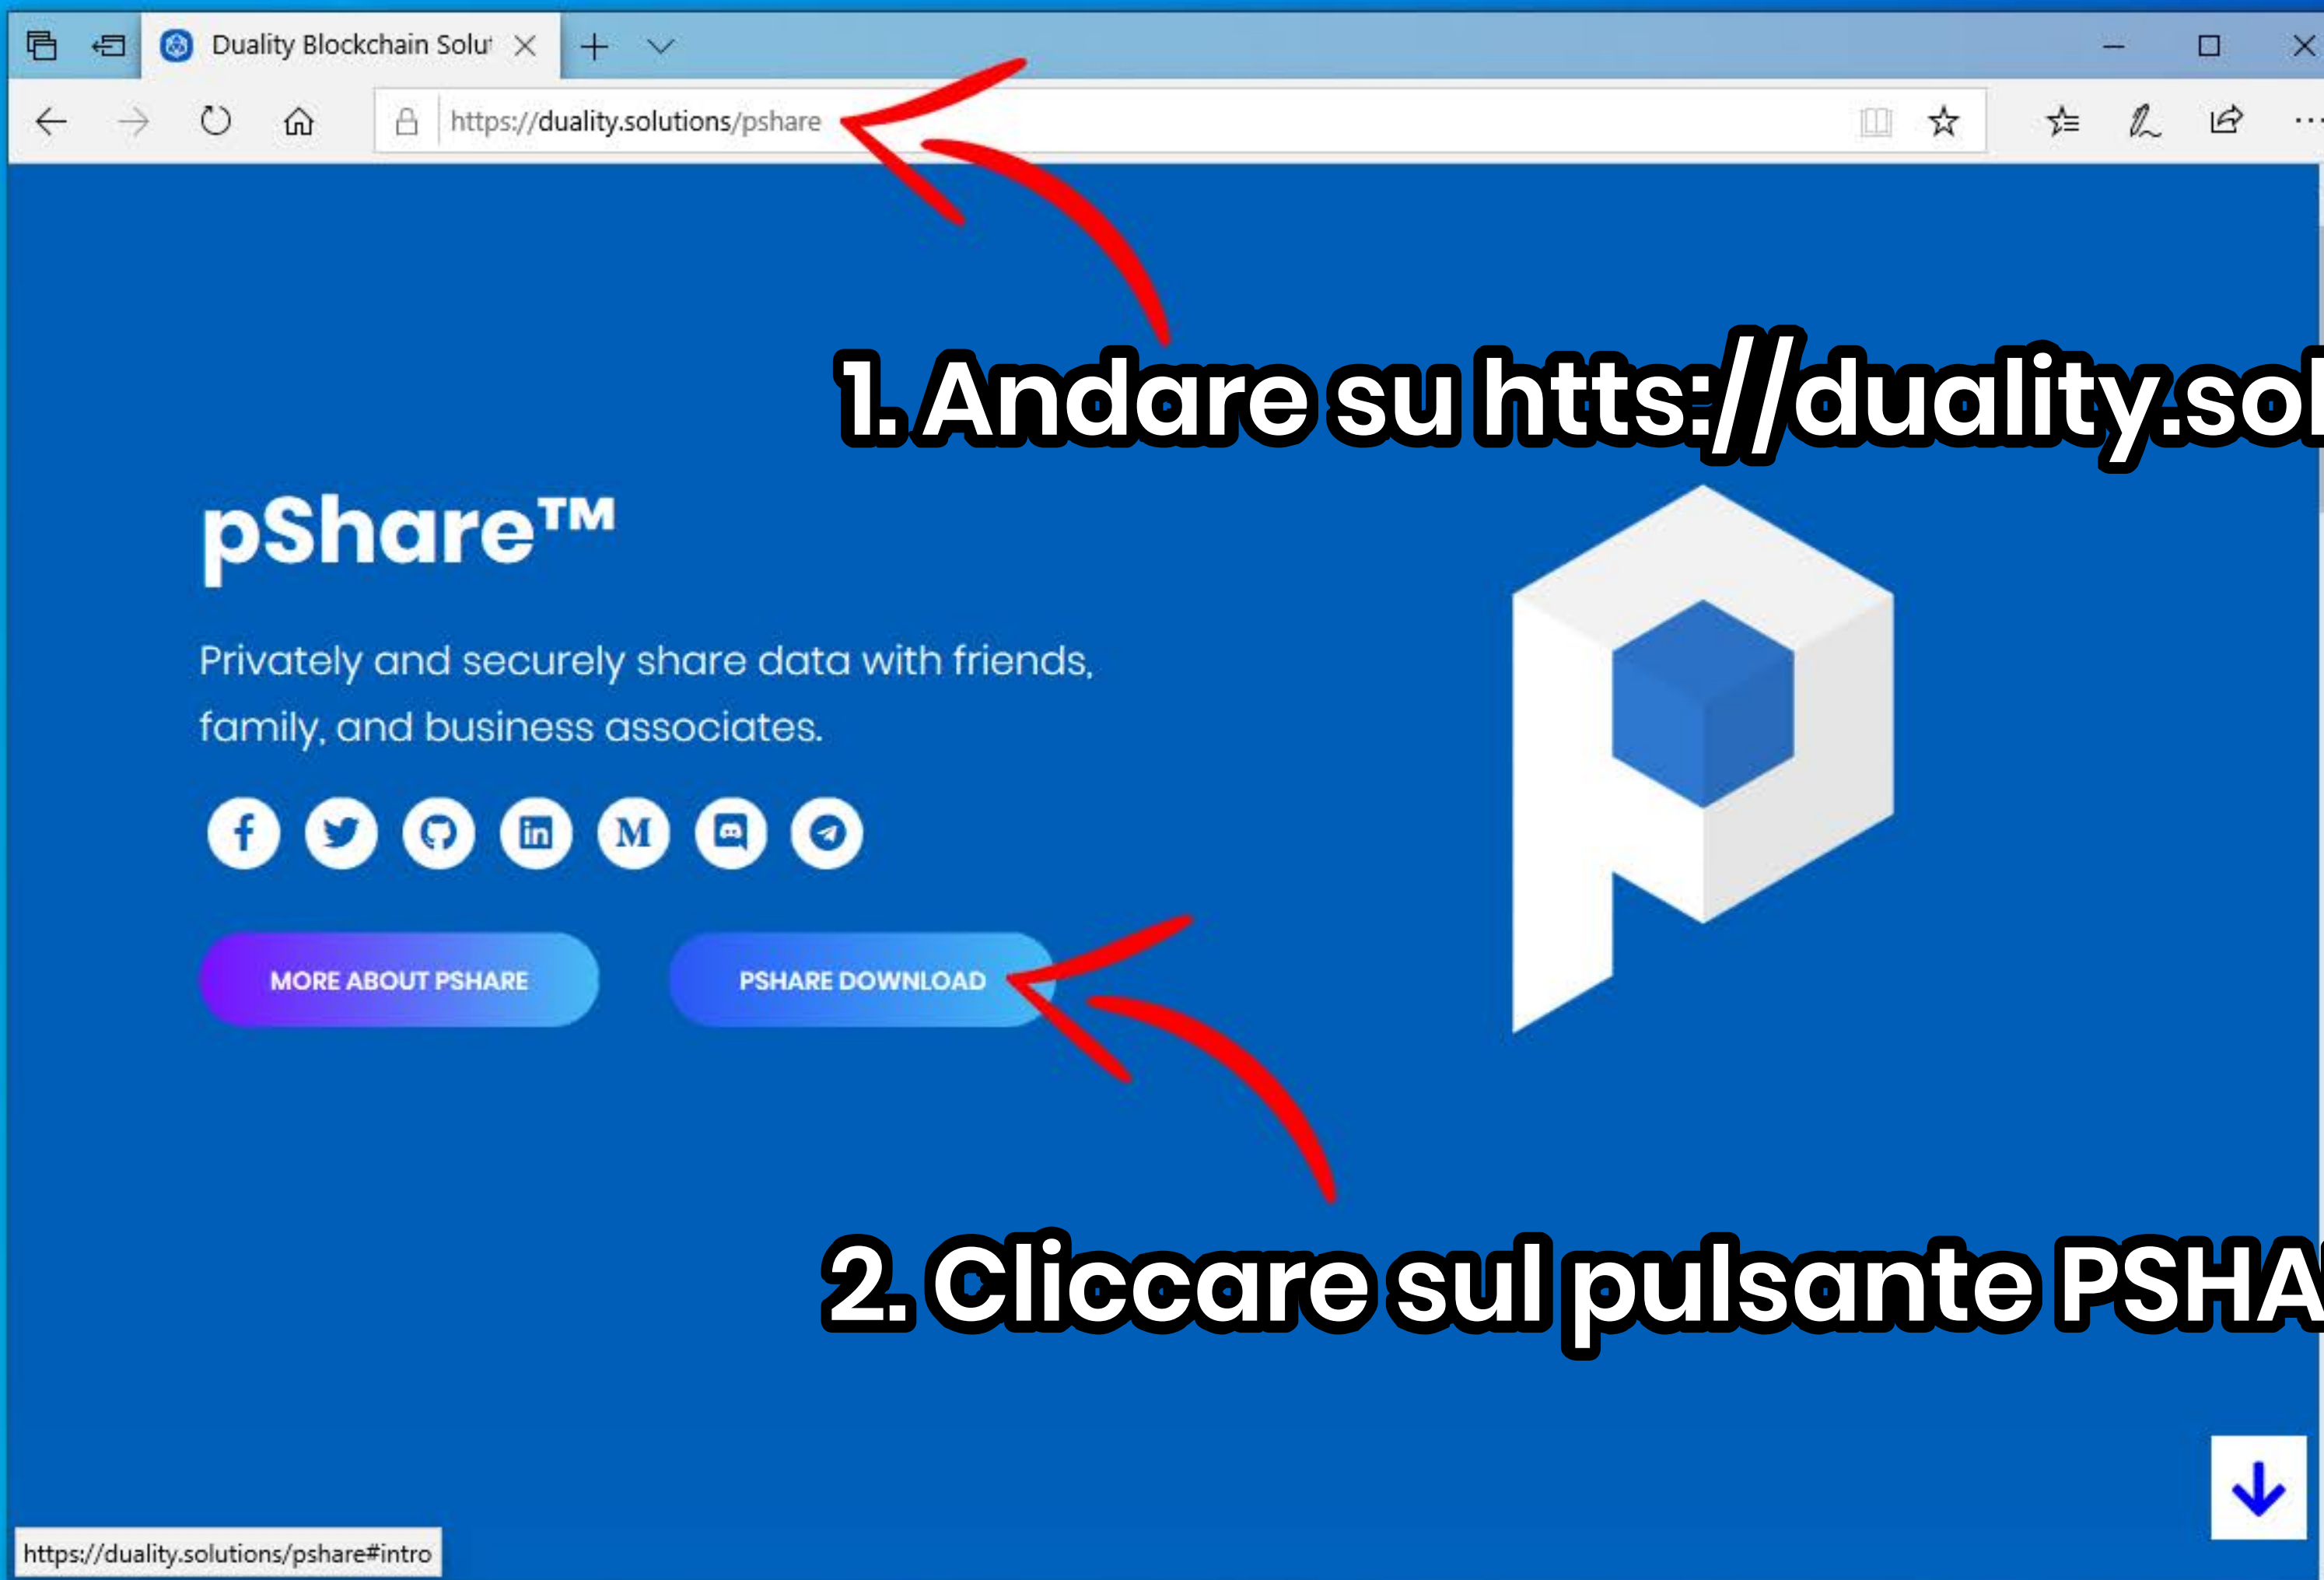 Duality Blockchain Solu
https://duality.solutions/pshare
1. Andare su htts://duality.sol
pShare™
Privately and securely share data with friends,
family, and business associates.
MORE ABOUT PSHARE
PSHARE DOWNLOAD
2. Cliccare sul pulsante PSHA
https://duality.solutions/pshare#intro